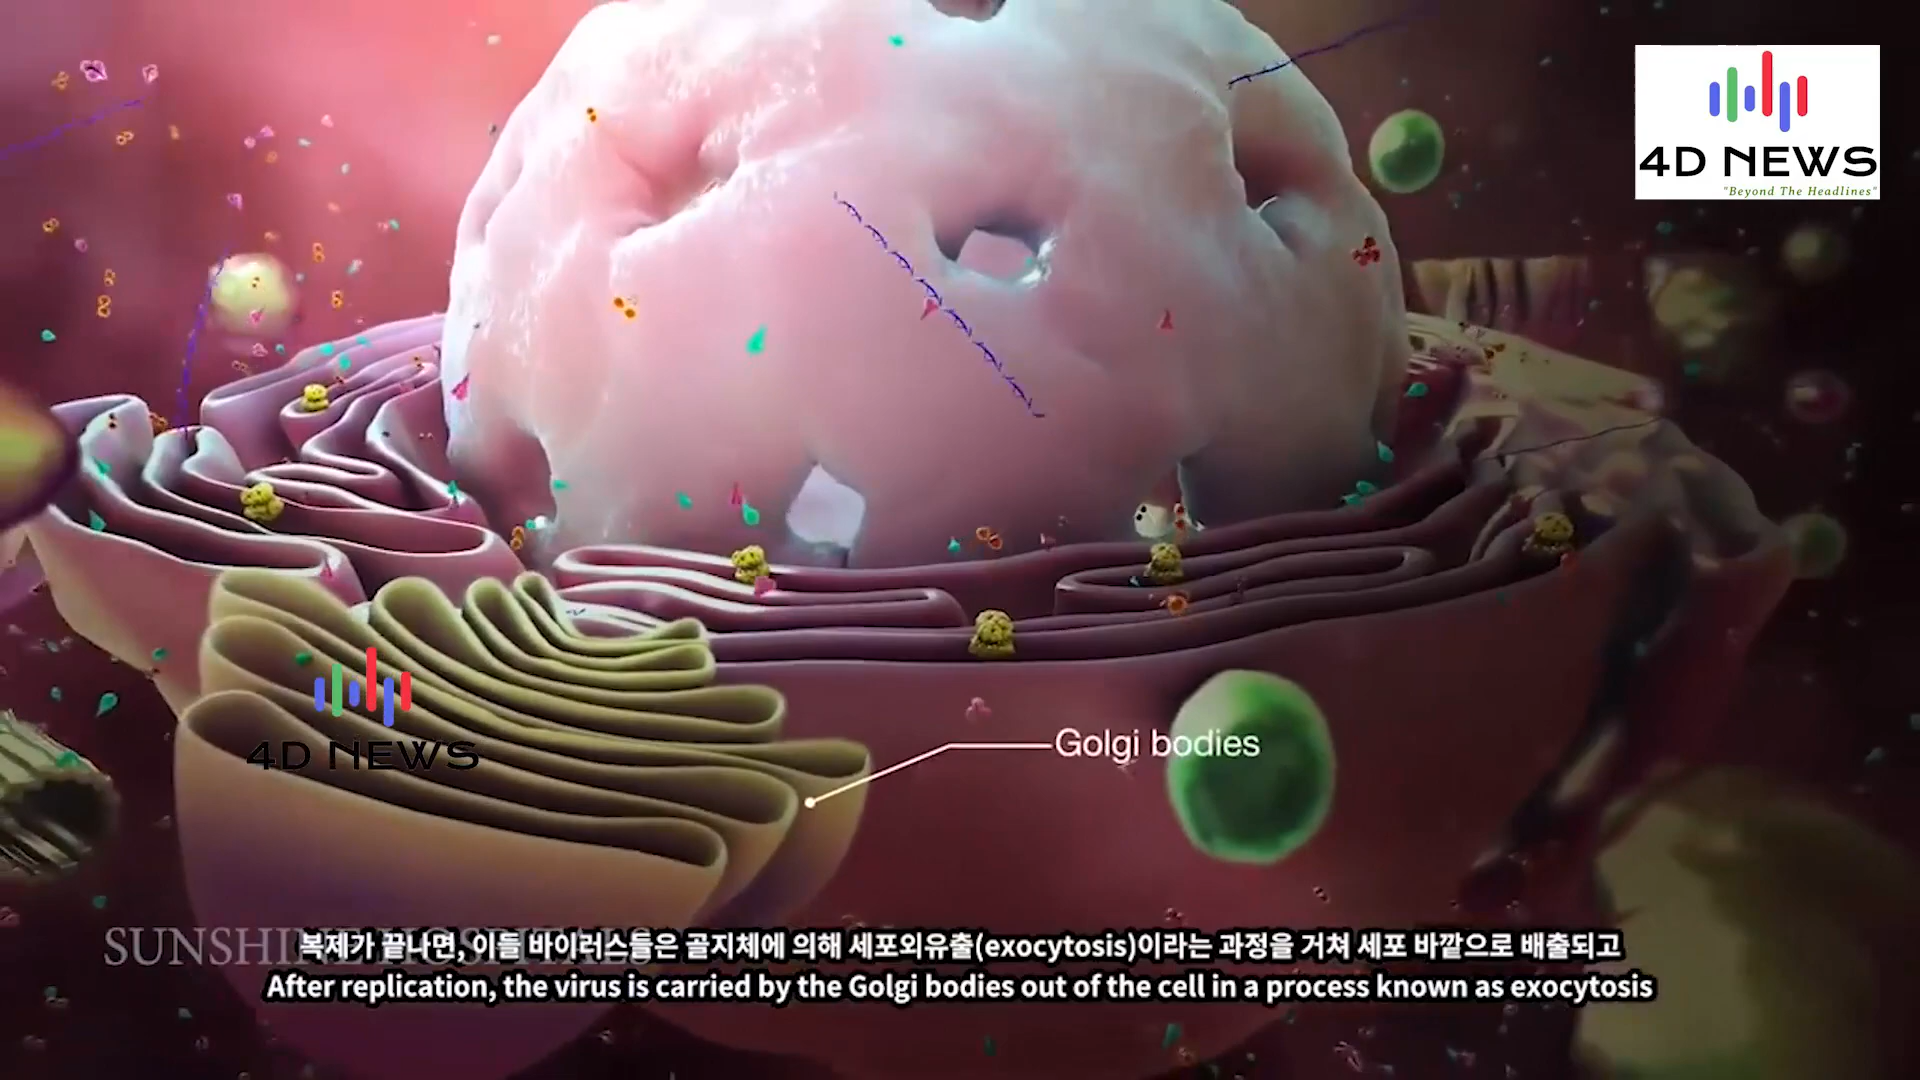 4D NEWS
"Beyond The Headlines"
Golgi bodies
4D NEWS
SUNSHINE HOSPITALS
복제가 끝나면, 이들 바이러스들은 골지체에 의해 세포외유출(exocytosis)이라는 과정을 거쳐 세포 바깥으로 배출되고
After replication, the virus is carried by the Golgi bodies out of the cell in a process known as exocytosis